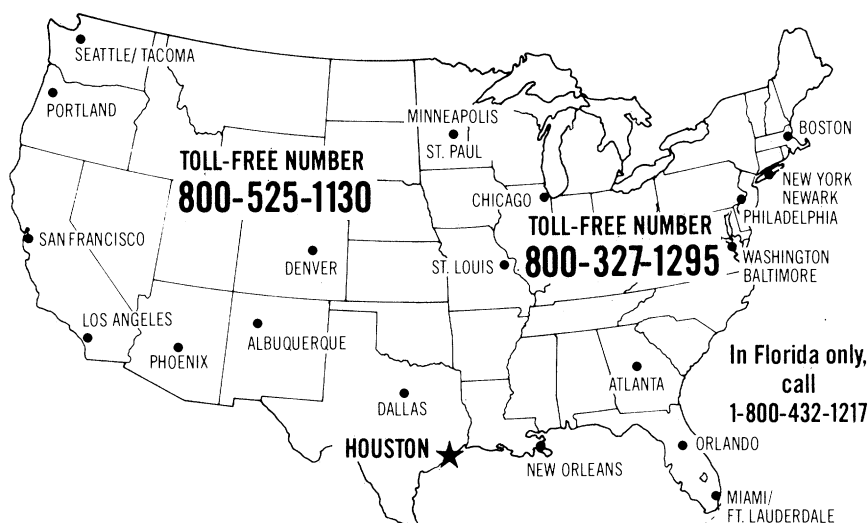 SEATTLE/TACOMA
PORTLAND
MINNEAPOLIS
ST. PAUL
BOSTON
TOLL-FREE NUMBER
800-525-1130
CHICAGO
NEW YORK
NEWARK
PHILADELPHIA
TOLL-FREE NUMBER
800-327-1295
SAN FRANCISCO
DENVER
ST. LOUIS
WASHINGTON
BALTIMORE
LOS ANGELES
PHOENIX
ALBUQUERQUE
In Florida only,
call
1-800-432-1217
ATLANTA
DALLAS
HOUSTON
NEW ORLEANS
ORLANDO
MIAMI/
FT. LAUDERDALE